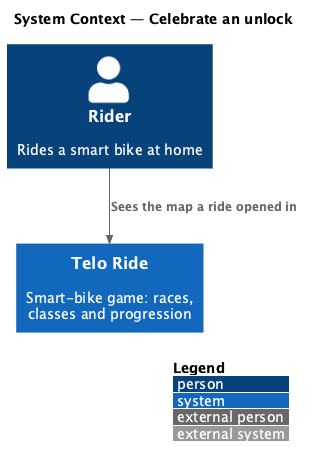 System Context — Celebrate an unlock
Rider
Rides a smart bike at home
Sees the map a ride opened in
Telo Ride
Smart-bike game: races,
classes and progression
Legend
person
system
external person
external system